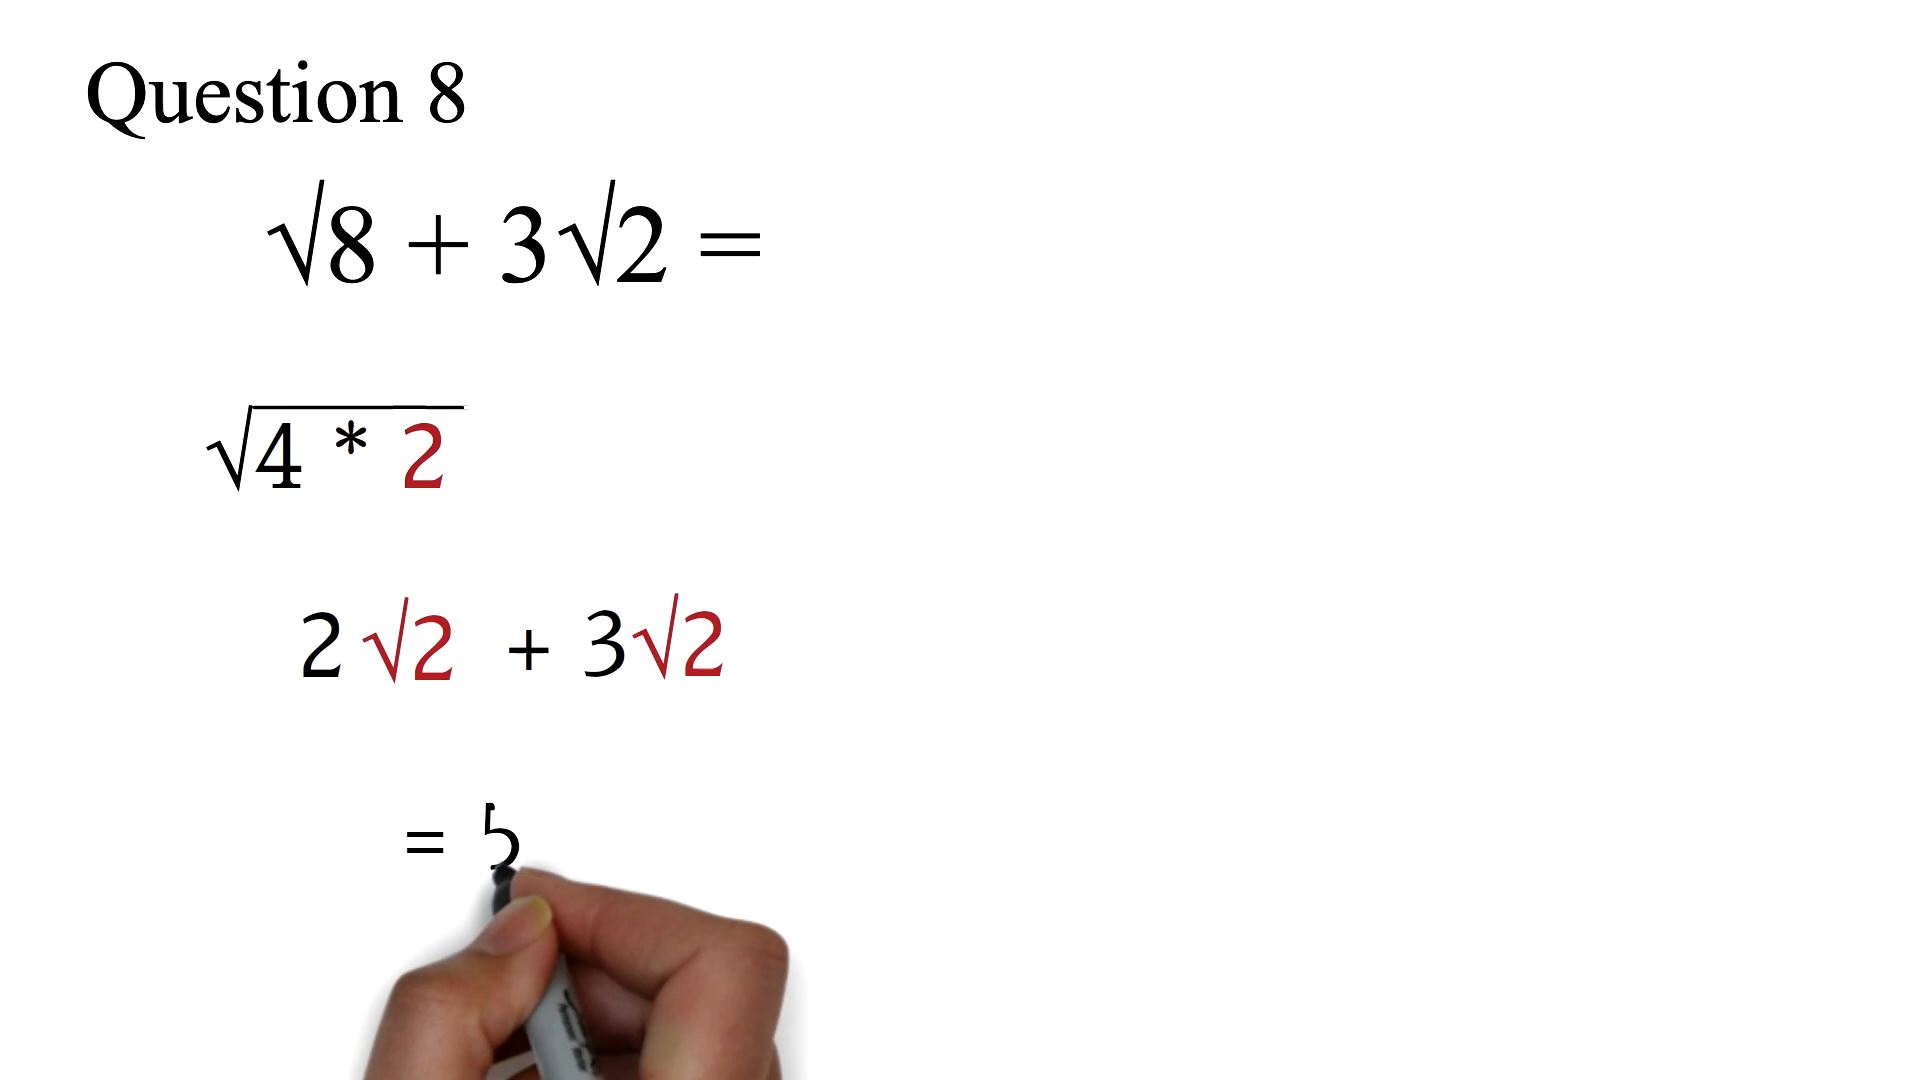 Question 8
√8 + 3√2 =
√4 * 2
2 √2 + 3√2
= 5